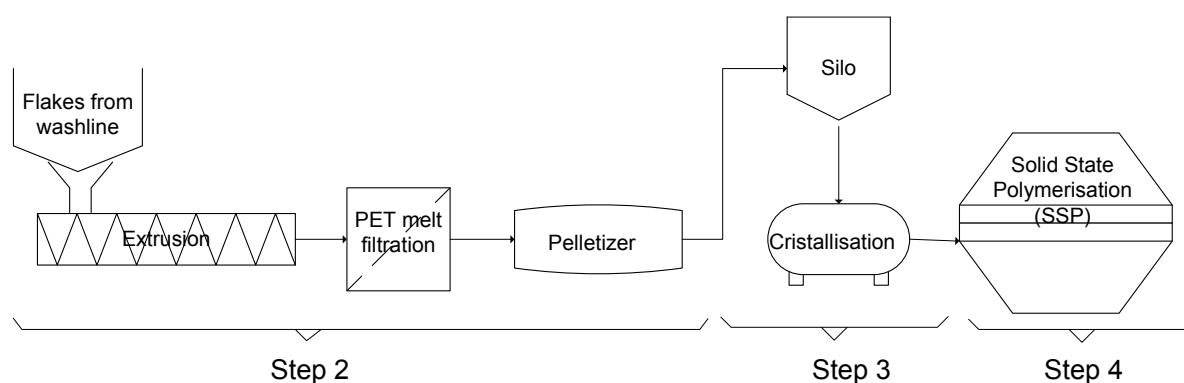 Flakes from
washline
Extrusion
PET melt
filtration
Pelletizer
Silo
Cristallisation
Solid State
Polymerisation
(SSP)
Step 2
Step 3
Step 4